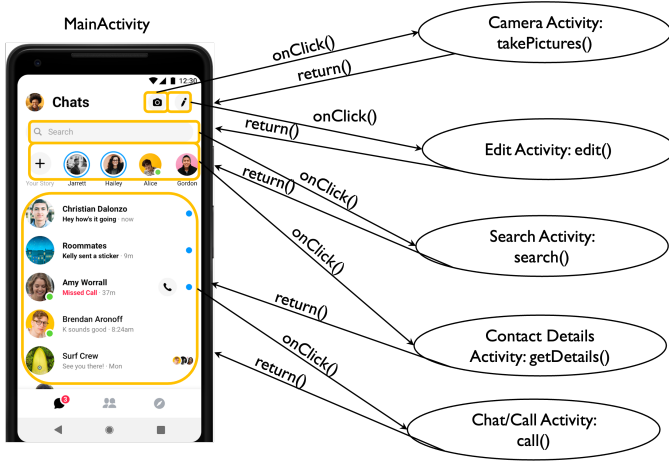 MainActivity
12:30
Chats
Search
Your Story
Jarrett
Hailey
Alice
Gordon
Christian Dalonzo
Hey how's it going · now
Roommates
Kelly sent a sticker · 9m
Amy Worrall
Missed Call · 37m
Brendan Aronoff
K sounds good · 8:24am
Surf Crew
See you there! · Mon
3
onClick()
return()
Camera Activity:
takePictures()
onClick()
return()
Edit Activity: edit()
onClick()
return()
Search Activity:
search()
onClick()
return()
Contact Details
Activity: getDetails()
onClick()
return()
Chat/Call Activity:
call()